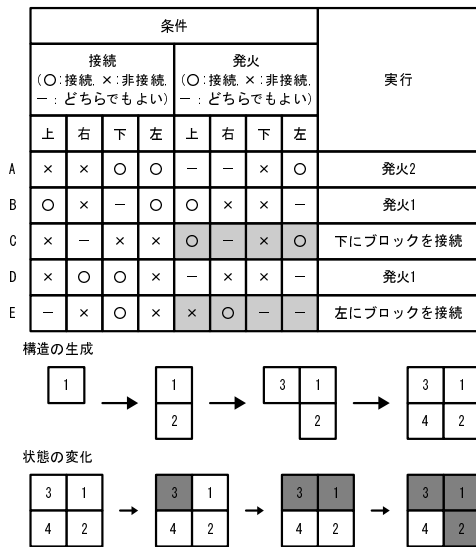 条件
接続
(○:接続, ×:非接続,
－:どちらでもよい)
発火
(○:接続, ×:非接続,
－:どちらでもよい)
実行
上 右 下 左 上 右 下 左
A × × ○ ○ － － × ○ 発火2
B ○ × － ○ ○ × × － 発火1
C × － × × ○ － × ○ 下にブロックを接続
D × ○ ○ × － × × － 発火1
E － × ○ × × ○ － － 左にブロックを接続
構造の生成
1 1 3 1 3 1
2 2 4 2
状態の変化
3 1 3 1 3 1 3 1
4 2 4 2 4 2 4 2